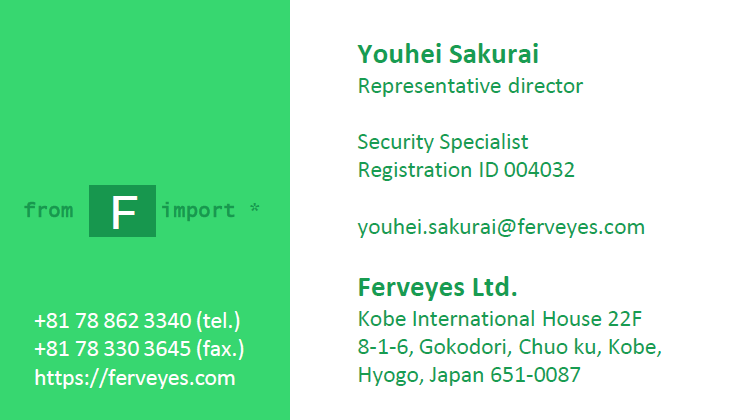 from F import *
+81 78 862 3340 (tel.)
+81 78 330 3645 (fax.)
https://ferveyes.com
Youhei Sakurai
Representative director
Security Specialist
Registration ID 004032
youhei.sakurai@ferveyes.com
Ferveyes Ltd.
Kobe International House 22F
8-1-6, Gokodori, Chuo ku, Kobe,
Hyogo, Japan 651-0087